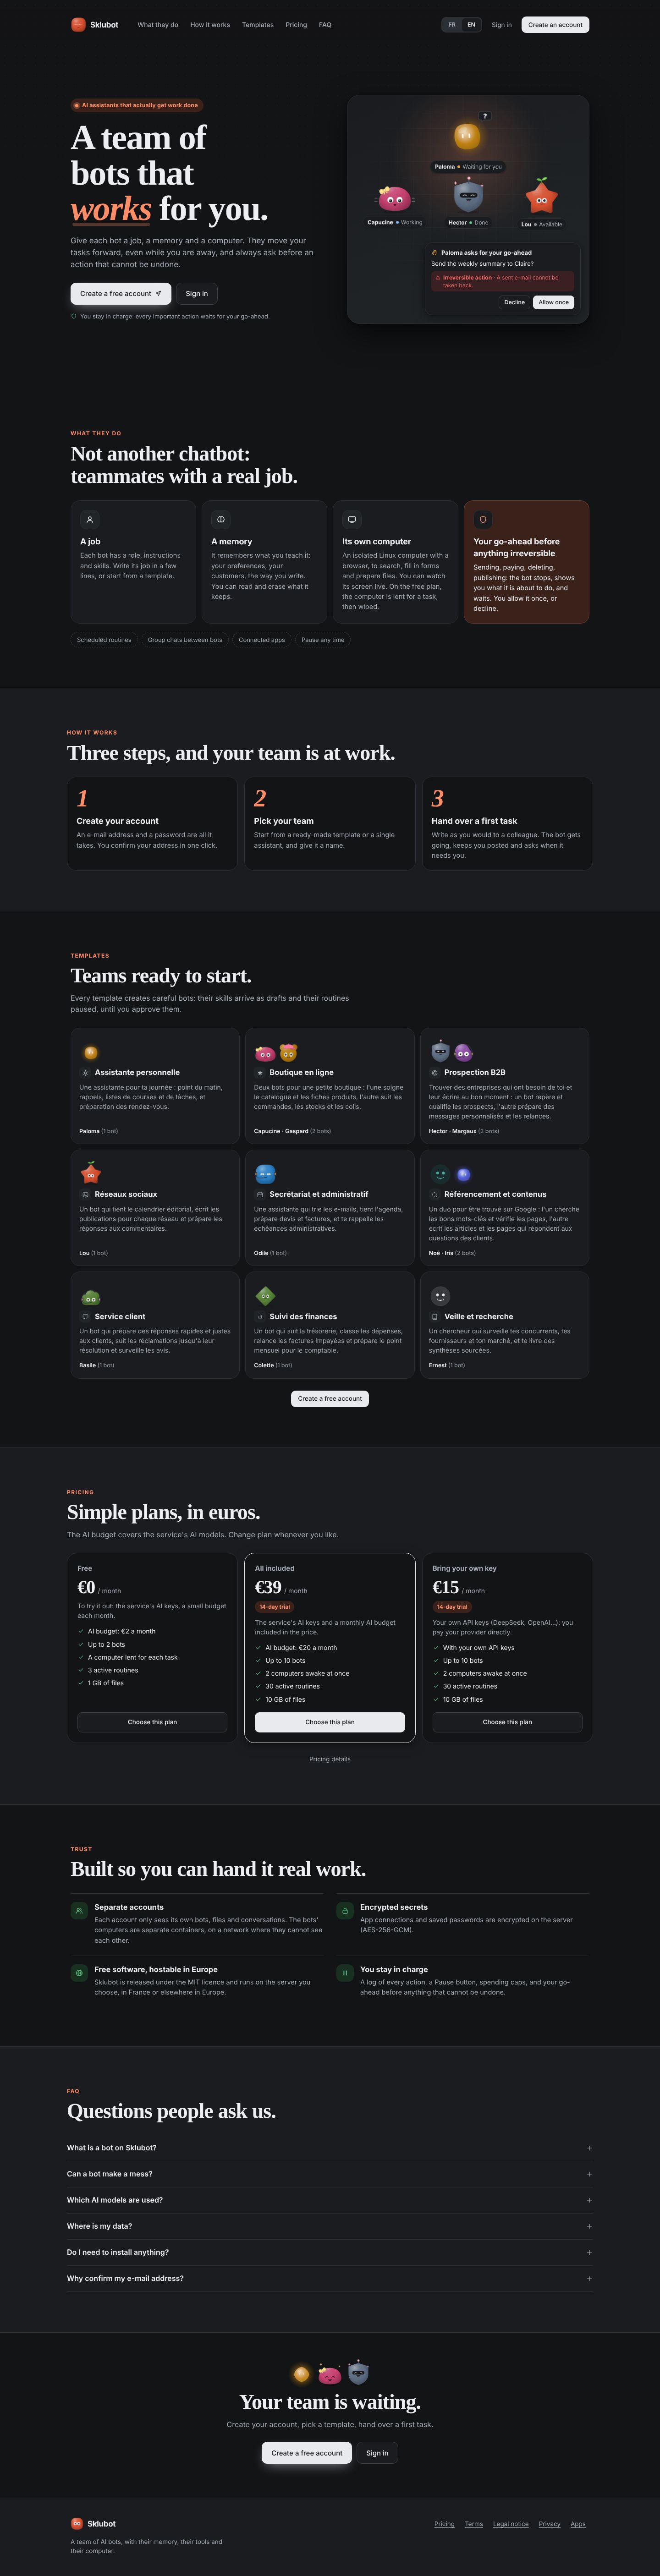 Sklubot
What they do
How it works
Templates
Pricing
FAQ
FR
EN
Sign in
Create an account
AI assistants that actually get work done
A team of
bots that
works for you.
Give each bot a job, a memory and a computer. They move your
tasks forward, even while you are away, and always ask before an
action that cannot be undone.
Create a free account
Sign in
You stay in charge: every important action waits for your go-ahead.
?
Paloma Waiting for you
Capucine Working
Hector Done
Lou Available
Paloma asks for your go-ahead
Send the weekly summary to Claire?
Irreversible action · A sent e-mail cannot be
taken back.
Decline
Allow once
WHAT THEY DO
Not another chatbot:
teammates with a real job.
A job
Each bot has a role, instructions
and skills. Write its job in a few
lines, or start from a template.
A memory
It remembers what you teach it:
your preferences, your
customers, the way you write.
You can read and erase what it
keeps.
Its own computer
An isolated Linux computer with a
browser, to search, fill in forms
and prepare files. You can watch
its screen live. On the free plan,
the computer is lent for a task,
then wiped.
Your go-ahead before
anything irreversible
Sending, paying, deleting,
publishing: the bot stops, shows
you what it is about to do, and
waits. You allow it once, or
decline.
Scheduled routines
Group chats between bots
Connected apps
Pause any time
HOW IT WORKS
Three steps, and your team is at work.
1
Create your account
An e-mail address and a password are all it
takes. You confirm your address in one click.
2
Pick your team
Start from a ready-made template or a single
assistant, and give it a name.
3
Hand over a first task
Write as you would to a colleague. The bot gets
going, keeps you posted and asks when it
needs you.
TEMPLATES
Teams ready to start.
Every template creates careful bots: their skills arrive as drafts and their routines
paused, until you approve them.
Assistante personnelle
Une assistante pour ta journée : point du matin,
rappels, listes de courses et de tâches, et
préparation des rendez-vous.
Paloma (1 bot)
Boutique en ligne
Deux bots pour une petite boutique : l'une soigne
le catalogue et les fiches produits, l'autre suit les
commandes, les stocks et le colis.
Capucine · Gaspard (2 bots)
Prospection B2B
Trouver des entreprises qui ont besoin de toi et
leur écrire au bon moment : un bot repère et
qualifie les prospects, l'autre prépare des
messages personnalisés et les relances.
Hector · Margaux (2 bots)
Réseaux sociaux
Un bot qui tient le calendrier éditorial, écrit les
publications pour chaque réseau et prépare les
réponses aux commentaires.
Lou (1 bot)
Secrétariat et administratif
Une assistante qui trie les e-mails, tient l'agenda,
prépare devis et factures, et te rappelle les
échéances administratives.
Odile (1 bot)
Référencement et contenus
Un duo pour être trouvé sur Google : l'un cherche
les bons mots-clés et vérifie les pages, l'autre
écrit les articles et les pages qui répondent aux
questions des clients.
Noé · Iris (2 bots)
Service client
Un bot qui prépare des réponses rapides et justes
aux clients, suit les réclamations jusqu'à leur
résolution et surveille les avis.
Basile (1 bot)
Suivi des finances
Un bot qui suit la trésorerie, classe les dépenses,
relance les factures impayées et prépare le point
mensuel pour le comptable.
Colette (1 bot)
Veille et recherche
Un chercheur qui surveille tes concurrents, tes
fournisseurs et ton marché, et te livre des
synthèses sourcées.
Ernest (1 bot)
Create a free account
PRICING
Simple plans, in euros.
The AI budget covers the service's AI models. Change plan whenever you like.
Free
€0 / month
To try it out: the service's AI keys, a small budget
each month.
AI budget: €2 a month
Up to 2 bots
A computer lent for each task
3 active routines
1 GB of files
Choose this plan
All included
€39 / month
14-day trial
The service's AI keys and a monthly AI budget
included in the price.
AI budget: €20 a month
Up to 10 bots
2 computers awake at once
30 active routines
10 GB of files
Choose this plan
Bring your own key
€15 / month
14-day trial
Your own API keys (DeepSeek, OpenAI…): you
pay your provider directly.
With your own API keys
Up to 10 bots
2 computers awake at once
30 active routines
10 GB of files
Choose this plan
Pricing details
TRUST
Built so you can hand it real work.
Separate accounts
Each account only sees its own bots, files and conversations. The bots'
computers are separate containers, on a network where they cannot see
each other.
Encrypted secrets
App connections and saved passwords are encrypted on the server
(AES-256-GCM).
Free software, hostable in Europe
Sklubot is released under the MIT licence and runs on the server you
choose, in France or elsewhere in Europe.
You stay in charge
A log of every action, a Pause button, spending caps, and your go-
ahead before anything that cannot be undone.
FAQ
Questions people ask us.
What is a bot on Sklubot?
Can a bot make a mess?
Which AI models are used?
Where is my data?
Do I need to install anything?
Why confirm my e-mail address?
Your team is waiting.
Create your account, pick a template, hand over a first task.
Create a free account
Sign in
Sklubot
A team of AI bots, with their memory, their tools and
their computer.
Pricing
Terms
Legal notice
Privacy
Apps